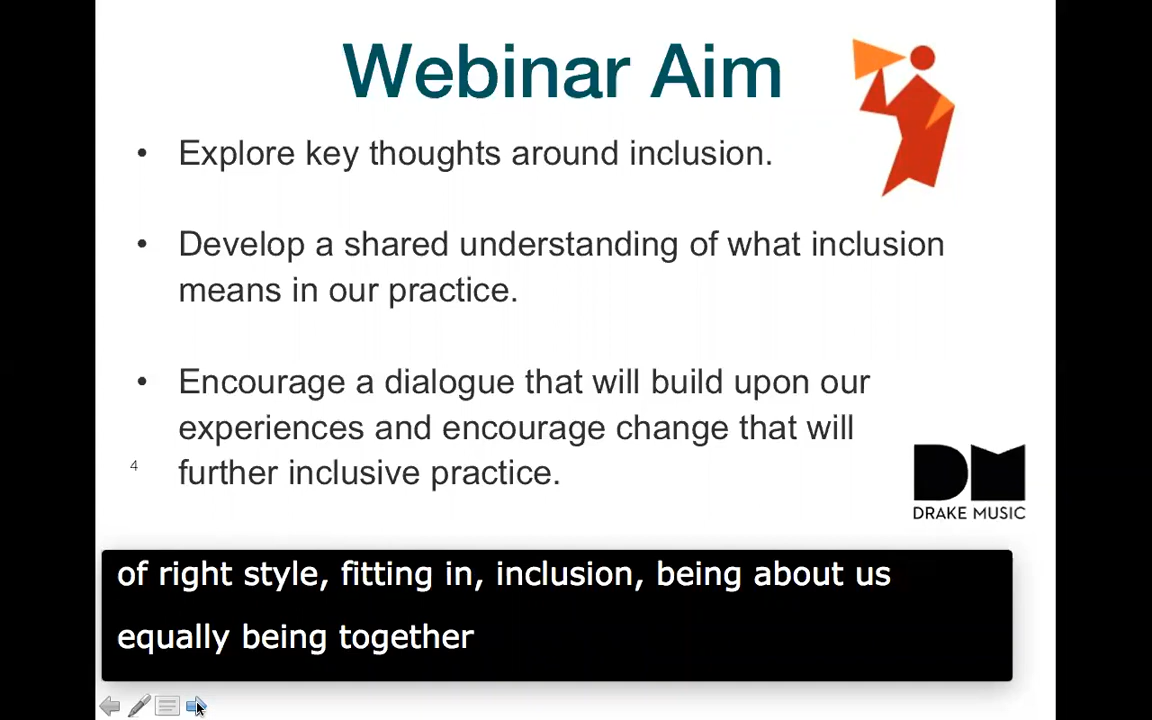 Webinar Aim
• Explore key thoughts around inclusion.
• Develop a shared understanding of what inclusion
means in our practice.
• Encourage a dialogue that will build upon our
experiences and encourage change that will
4 further inclusive practice.
DM
DRAKE MUSIC
of right style, fitting in, inclusion, being about us
equally being together